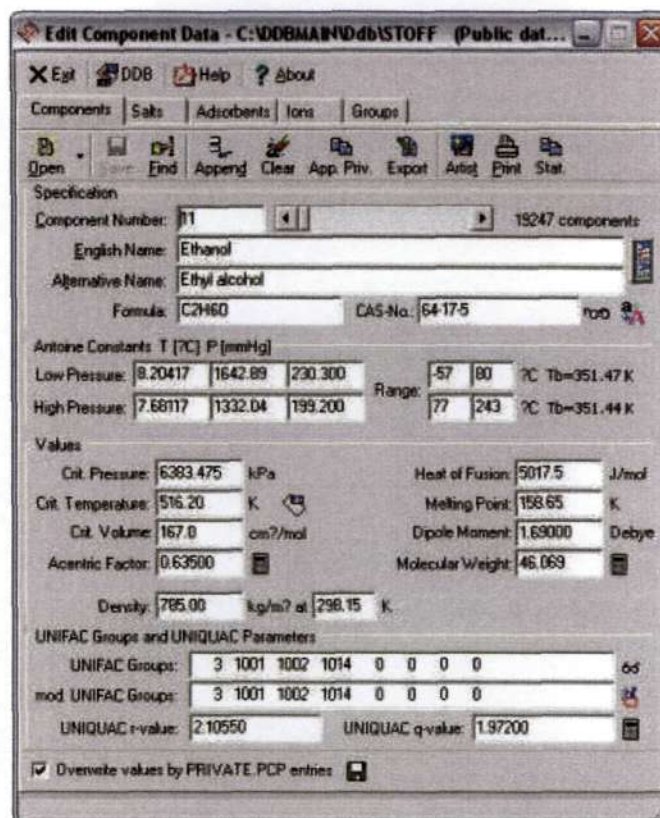 Edit Component Data - C:\DDBMAIN\Ddb\STOFF (Public dat...
Exit DDB Help ? About
Components Salts Adsorbents Ions Groups
Open Save Find Append Clear App. Priv. Export Artist Print Stat.
Specification
Component Number: 11 19247 components
English Name: Ethanol
Alternative Name: Ethyl alcohol
Formula: C2H6O CAS-No.: 64-17-5
Antoine Constants T [?C] P [mmHg]
Low Pressure: 8.20417 1642.89 230.300 Range: -57 80 ?C Tb=351.47 K
High Pressure: 7.68117 1332.04 199.200 77 243 ?C Tb=351.44 K
Values
Crit. Pressure: 6383.475 kPa Heat of Fusion: 5017.5 J/mol
Crit. Temperature: 516.20 K Melting Point: 158.65 K
Crit. Volume: 167.0 cm?/mol Dipole Moment: 1.69000 Debye
Acentric Factor: 0.63500 Molecular Weight: 46.069
Density: 785.00 kg/m? at 298.15 K
UNIFAC Groups and UNIQUAC Parameters
UNIFAC Groups: 3 1001 1002 1014 0 0 0 0
mod. UNIFAC Groups: 3 1001 1002 1014 0 0 0 0
UNIQUAC r-value: 2.10550 UNIQUAC q-value: 1.97200
Overwrite values by PRIVATE.PCP entries